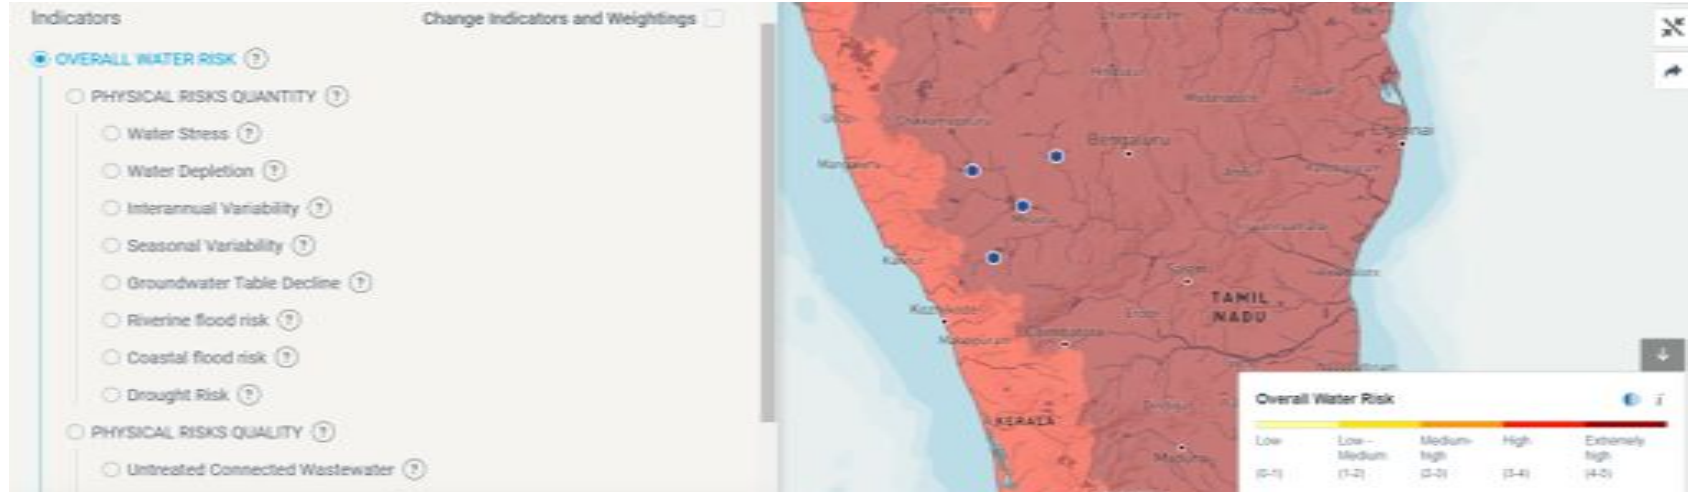 Indicators
Change Indicators and Weightings
OVERALL WATER RISK ?
PHYSICAL RISKS QUANTITY ?
Water Stress ?
Water Depletion ?
Interannual Variability ?
Seasonal Variability ?
Groundwater Table Decline ?
Riverine flood risk ?
Coastal flood risk ?
Drought Risk ?
PHYSICAL RISKS QUALITY ?
Untreated Connected Wastewater ?
Bengaluru
Chennai
Salem
TAMIL
NADU
Kozhikode
Coimbatore
Erode
KERALA
Madurai
Overall Water Risk i
Low
(0-1)
Low -
Medium
(1-2)
Medium-
high
(2-3)
High
(3-4)
Extremely
high
(4-5)